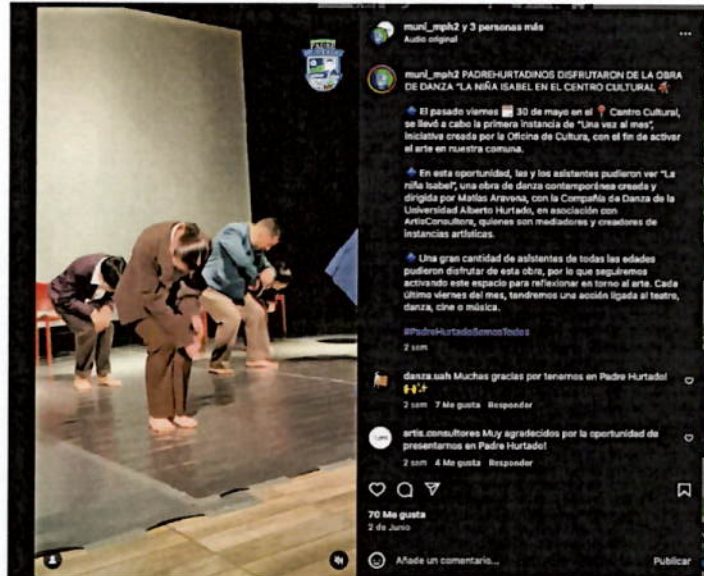 PADRE
HURTADO
muni_mph2 y 3 personas más
Audio original
muni_mph2 PADREHURTADINOS DISFRUTARON DE LA OBRA
DE DANZA "LA NIÑA ISABEL EN EL CENTRO CULTURAL
El pasado viernes 30 de mayo en el Centro Cultural,
se llevó a cabo la primera instancia de "Una vez al mes",
iniciativa creada por la Oficina de Cultura, con el fin de activar
el arte en nuestra comuna.
En esta oportunidad, las y los asistentes pudieron ver "La
niña Isabel", una obra de danza contemporánea creada y
dirigida por Matías Aravena, con la Compañía de Danza de la
Universidad Alberto Hurtado, en asociación con
ArtisConsultora, quienes son mediadores y creadores de
instancias artísticas.
Una gran cantidad de asistentes de todas las edades
pudieron disfrutar de esta obra, por lo que seguiremos
activando este espacio para reflexionar en torno al arte. Cada
último viernes del mes, tendremos una acción ligada al teatro,
danza, cine o música.
#PadreHurtadoSomosTodos
2 sem
danza.uah Muchas gracias por tenernos en Padre Hurtado!
2 sem 7 Me gusta Responder
artis.consultores Muy agradecidos por la oportunidad de
presentarnos en Padre Hurtado!
2 sem 4 Me gusta Responder
70 Me gusta
2 de Junio
Añade un comentario...
Publicar